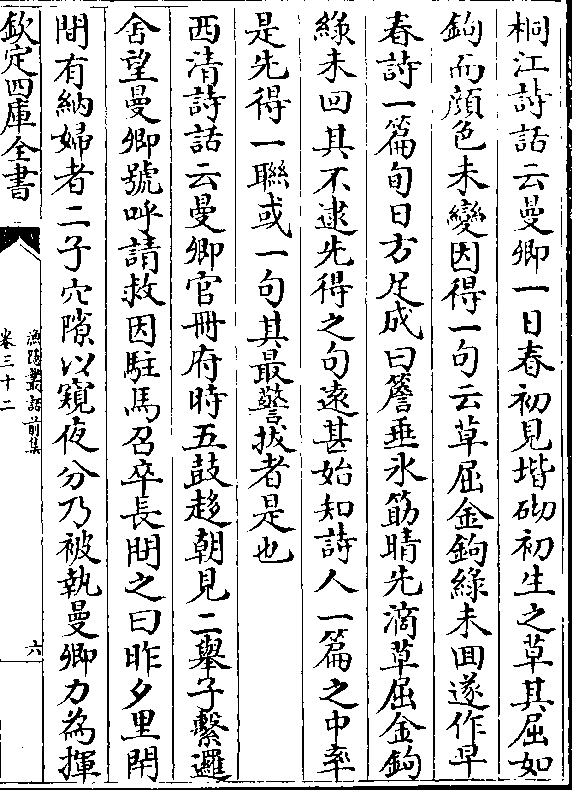 桐江詩話云曼卿一日春初見堦砌初生之草其屈如
鉤而顔色未變因得一句云草屈金鉤緑未回遂作早
春詩一篇旬日方足成曰簷垂氷筯晴先滴草屈金鉤
緑未回其不逮先得之句逺甚始知詩人一篇之中率
是先得一聯或一句其最警拔者是也
西清詩話云曼卿官冊府時五鼓趍朝見二舉子繫邏
舍望曼卿號呼請救因駐馬召卒長問之曰昨夕里閈
間有納婦者二子穴隙以窺夜分乃被執曼卿力為揮
欽定四庫全書
漁隱叢話前集
卷三十二
六